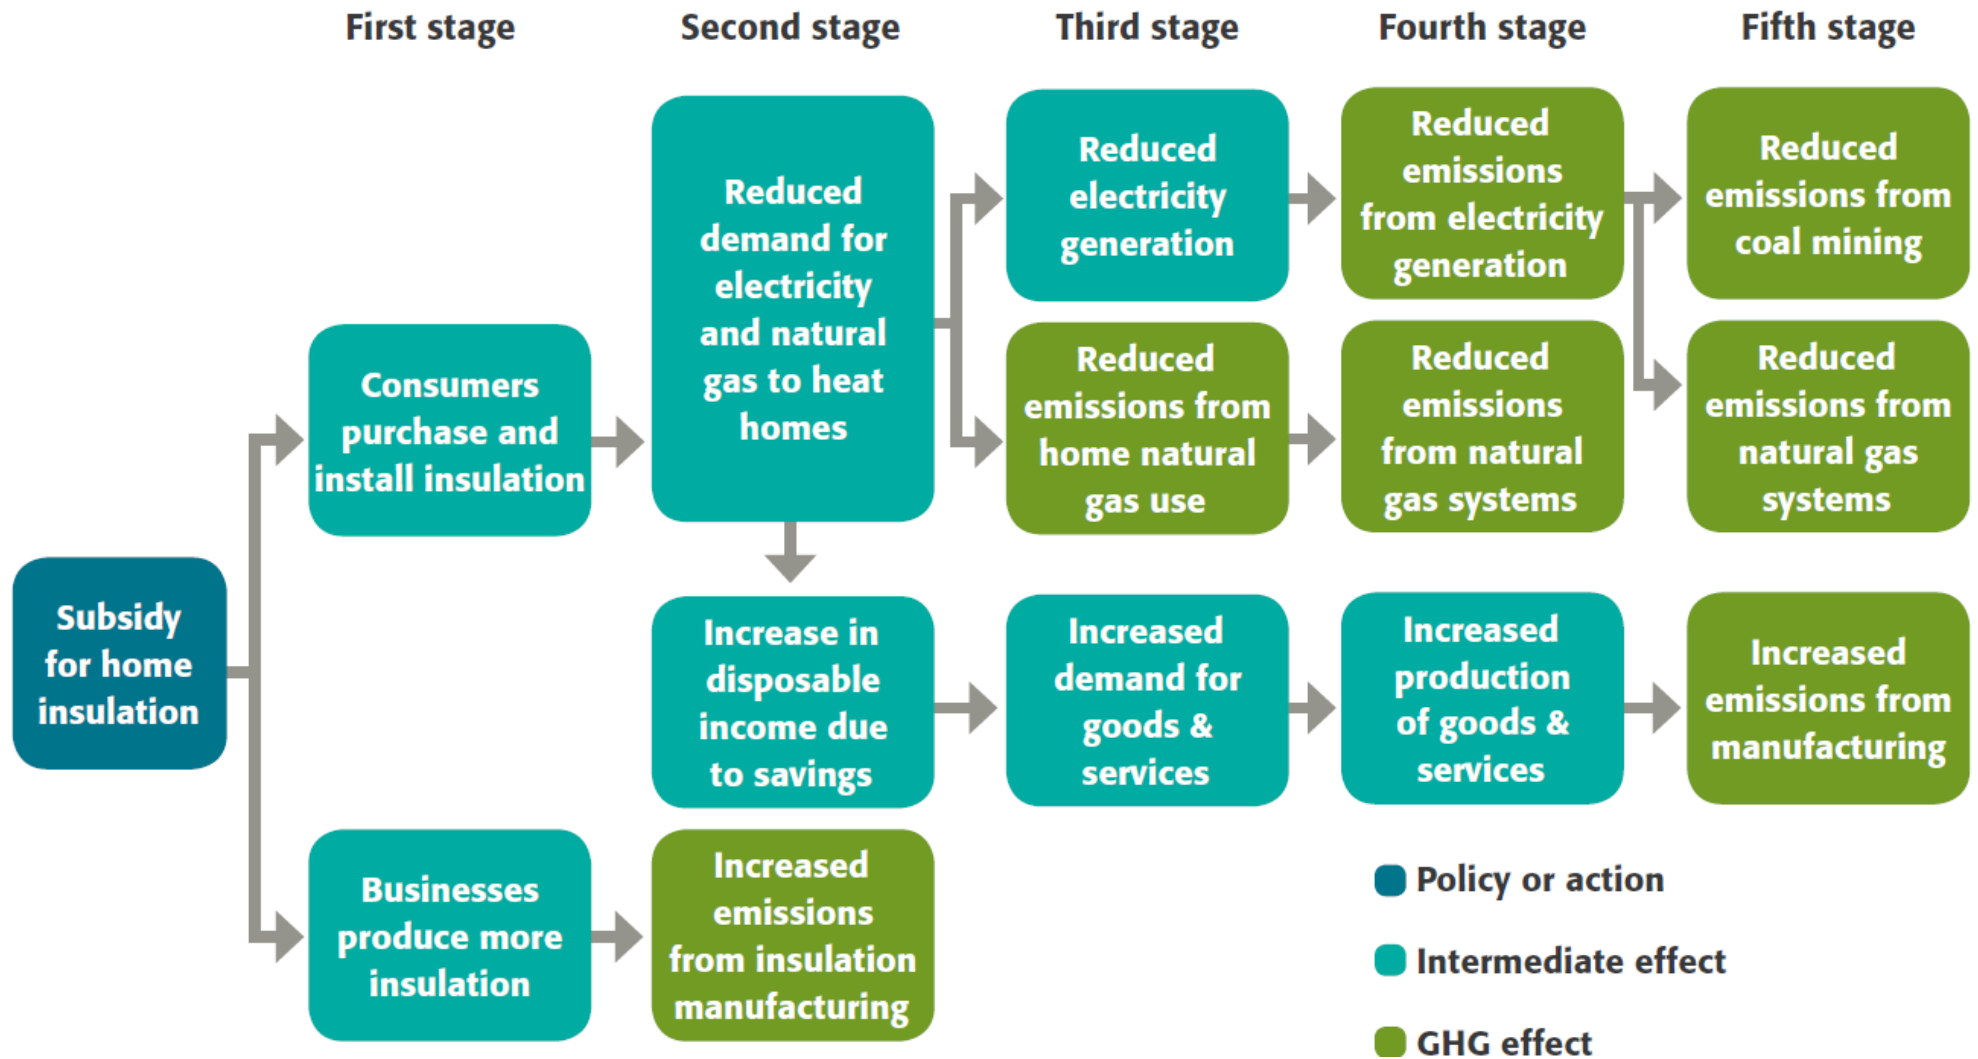 First stage
Second stage
Third stage
Fourth stage
Fifth stage
Subsidy
for home
insulation
Consumers
purchase and
install insulation
Businesses
produce more
insulation
Reduced
demand for
electricity
and natural
gas to heat
homes
Increase in
disposable
income due
to savings
Increased
emissions
from insulation
manufacturing
Reduced
electricity
generation
Reduced
emissions from
home natural
gas use
Increased
demand for
goods &
services
Reduced
emissions
from electricity
generation
Reduced
emissions
from natural
gas systems
Increased
production
of goods &
services
Reduced
emissions from
coal mining
Reduced
emissions from
natural gas
systems
Increased
emissions from
manufacturing
Policy or action
Intermediate effect
GHG effect